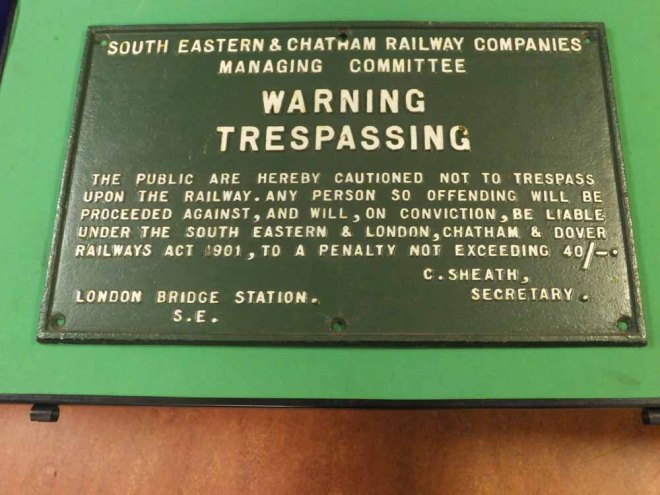 SOUTH EASTERN & CHATHAM RAILWAY COMPANIES
MANAGING COMMITTEE
WARNING
TRESPASSING
THE PUBLIC ARE HEREBY CAUTIONED NOT TO TRESPASS
UPON THE RAILWAY. ANY PERSON SO OFFENDING WILL BE
PROCEEDED AGAINST, AND WILL, ON CONVICTION, BE LIABLE
UNDER THE SOUTH EASTERN & LONDON, CHATHAM & DOVER
RAILWAYS ACT 1901, TO A PENALTY NOT EXCEEDING 40/-.
C. SHEATH,
SECRETARY.
LONDON BRIDGE STATION.
S.E.